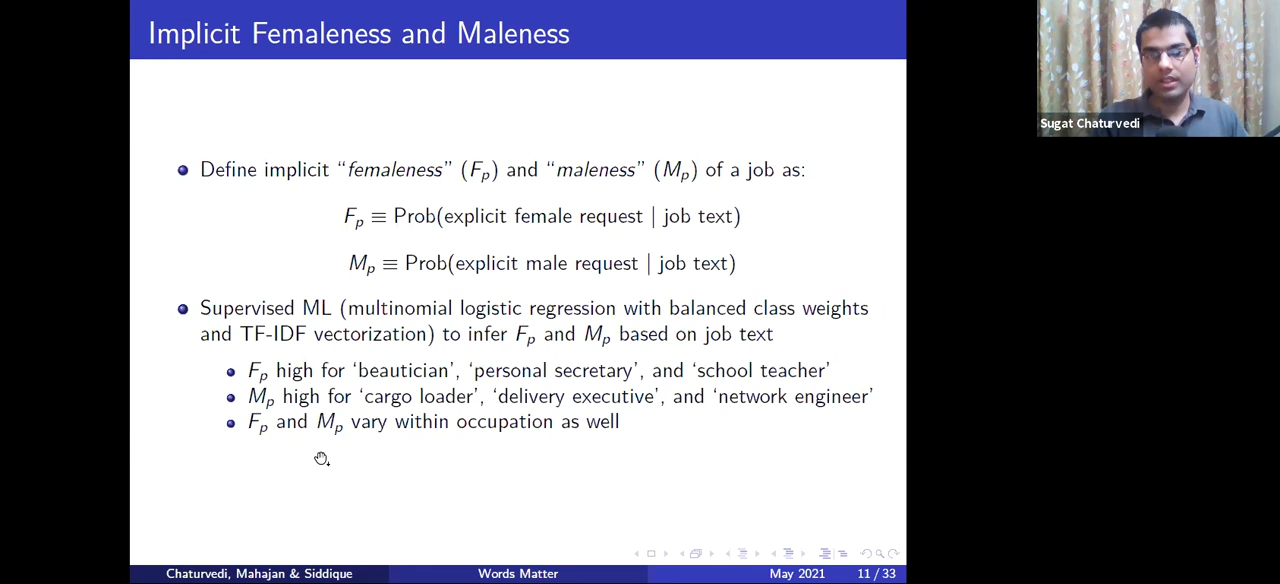 Implicit Femaleness and Maleness
Define implicit “femaleness” (Fp) and “maleness” (Mp) of a job as:
Fp ≡ Prob(explicit female request | job text)
Mp ≡ Prob(explicit male request | job text)
Supervised ML (multinomial logistic regression with balanced class weights
and TF-IDF vectorization) to infer Fp and Mp based on job text
Fp high for ‘beautician’, ‘personal secretary’, and ‘school teacher’
Mp high for ‘cargo loader’, ‘delivery executive’, and ‘network engineer’
Fp and Mp vary within occupation as well
Chaturvedi, Mahajan & Siddique
Words Matter
May 2021
11 / 33
Sugat Chaturvedi